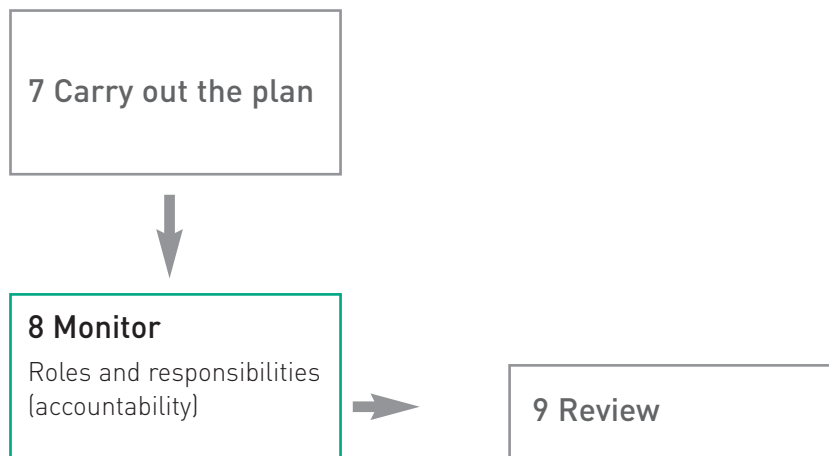 7 Carry out the plan
8 Monitor
Roles and responsibilities
(accountability)
9 Review